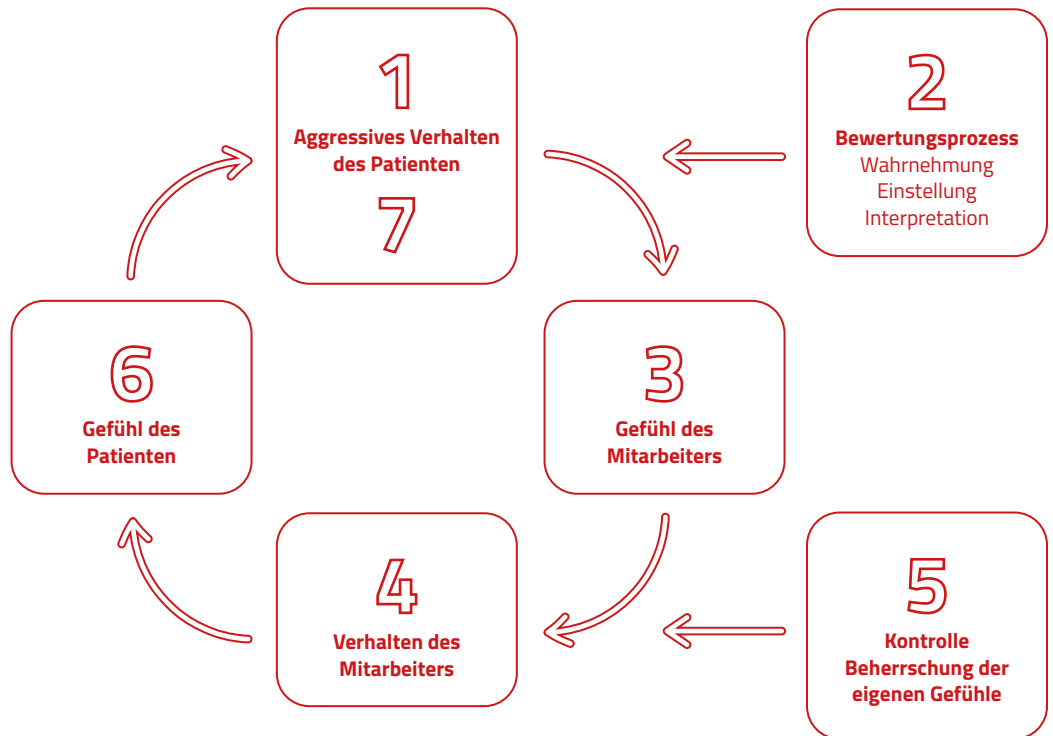 1
Aggressives Verhalten
des Patienten
7
2
Bewertungsprozess
Wahrnehmung
Einstellung
Interpretation
6
Gefühl des
Patienten
3
Gefühl des
Mitarbeiters
4
Verhalten des
Mitarbeiters
5
Kontrolle
Beherrschung der
eigenen Gefühle